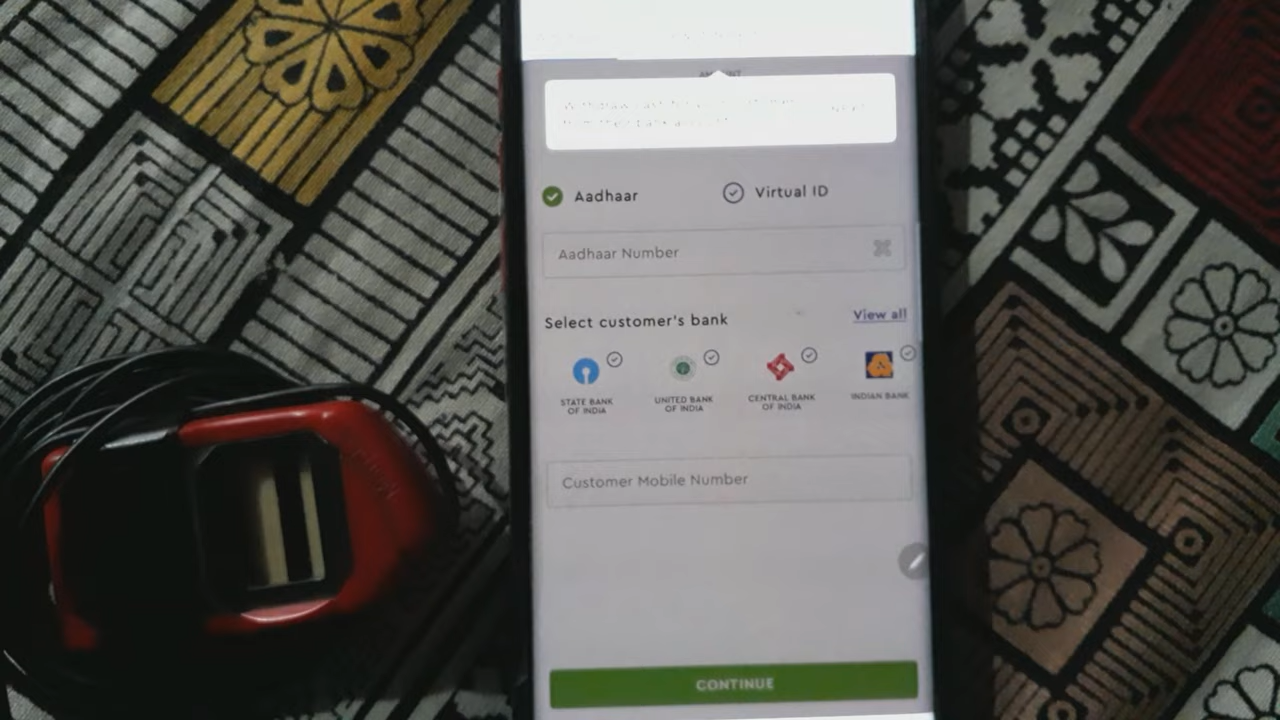 Aadhaar
Virtual ID
Aadhaar Number
Select customer's bank
View all
STATE BANK
OF INDIA
UNITED BANK
OF INDIA
CENTRAL BANK
OF INDIA
INDIAN BANK
Customer Mobile Number
CONTINUE